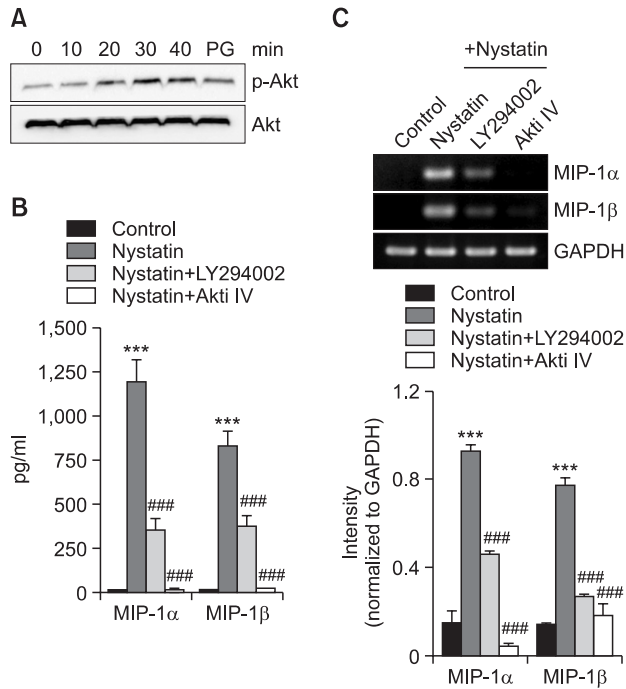 A
0 10 20 30 40 PG min
p-Akt
Akt
B
Control
Nystatin
Nystatin+LY294002
Nystatin+Akti IV
pg/ml
1,500
1,250
1,000
750
500
250
0
***
###
###
***
###
###
MIP-1α MIP-1β
C
+Nystatin
Control Nystatin LY294002 Akti IV
MIP-1α
MIP-1β
GAPDH
Control
Nystatin
Nystatin+LY294002
Nystatin+Akti IV
Intensity
(normalized to GAPDH)
1.2
0.8
0.4
0
***
###
###
***
###
###
MIP-1α MIP-1β